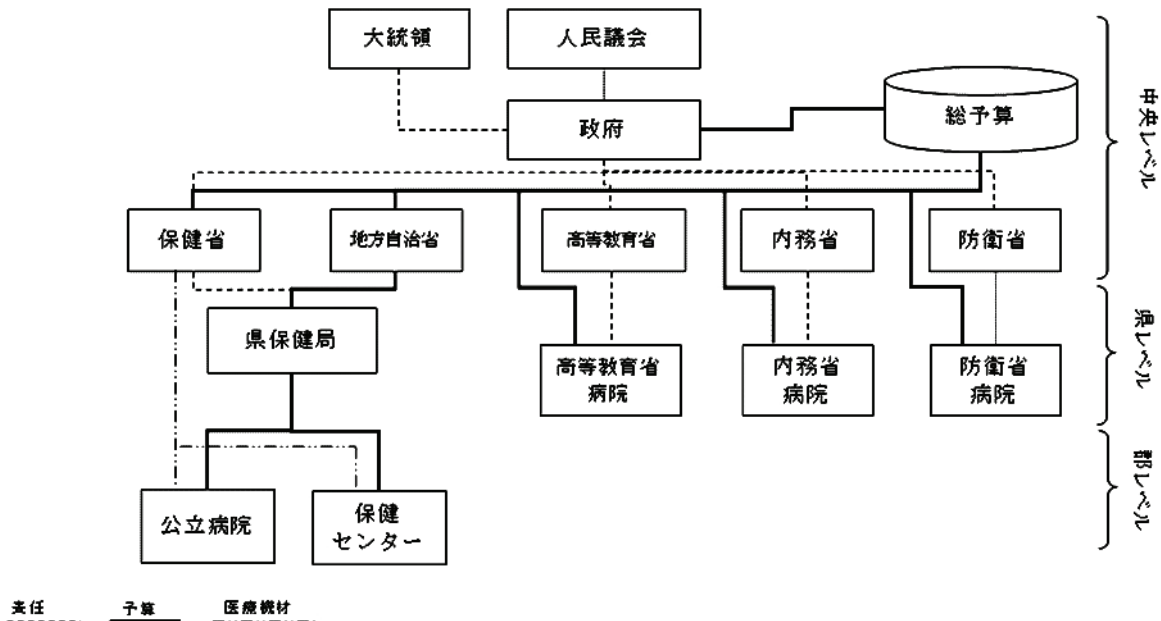 大統領
人民議会
政府
総予算
中央レベル
保健省
地方自治省
高等教育省
内務省
防衛省
県保健局
高等教育省
病院
内務省
病院
防衛省
病院
県レベル
公立病院
保健
センター
郡レベル
責任
予算
医療機材